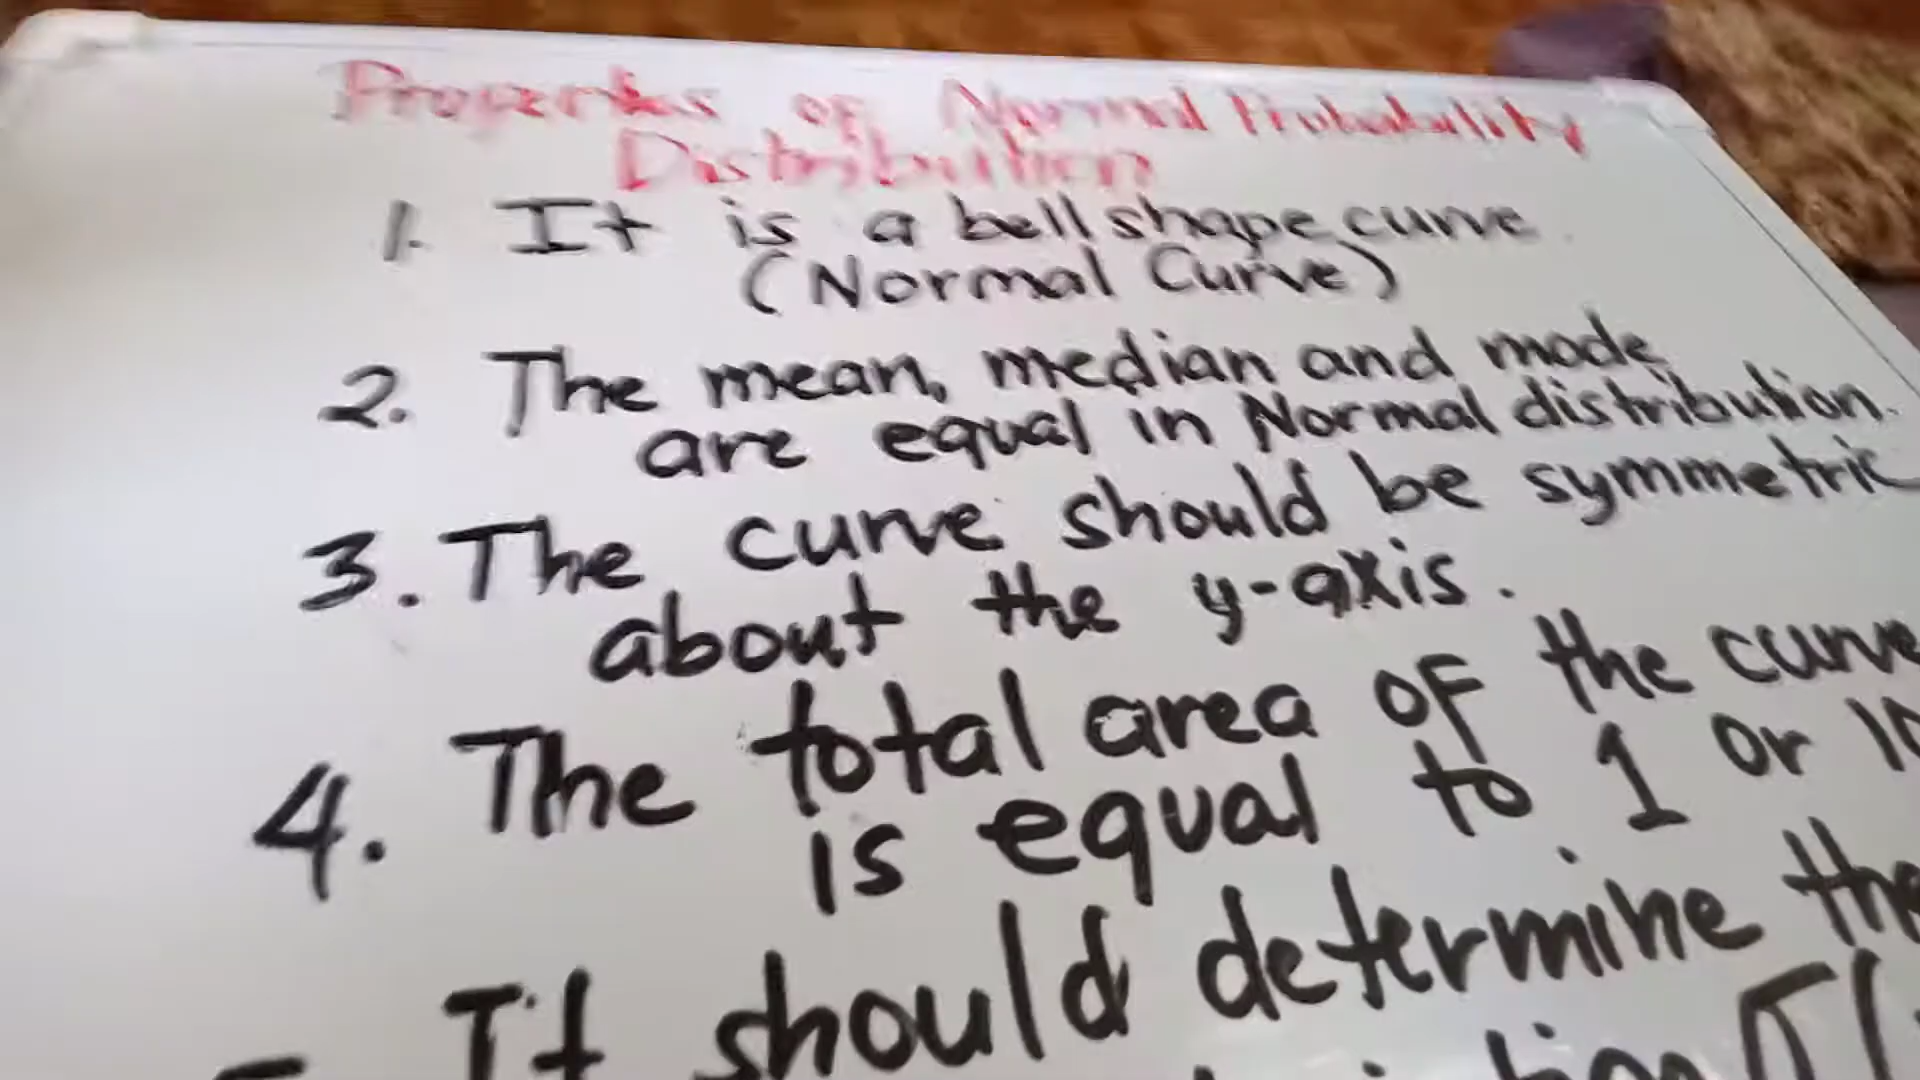 Properties of Normal Probability
Distribution
1. It is a bell shape curve.
(Normal Curve)
2. The mean, median and mode
are equal in Normal distribution.
3. The curve should be symmetric
about the y-axis.
4. The total area of the curve
is equal to 1 or 10
It should determine the